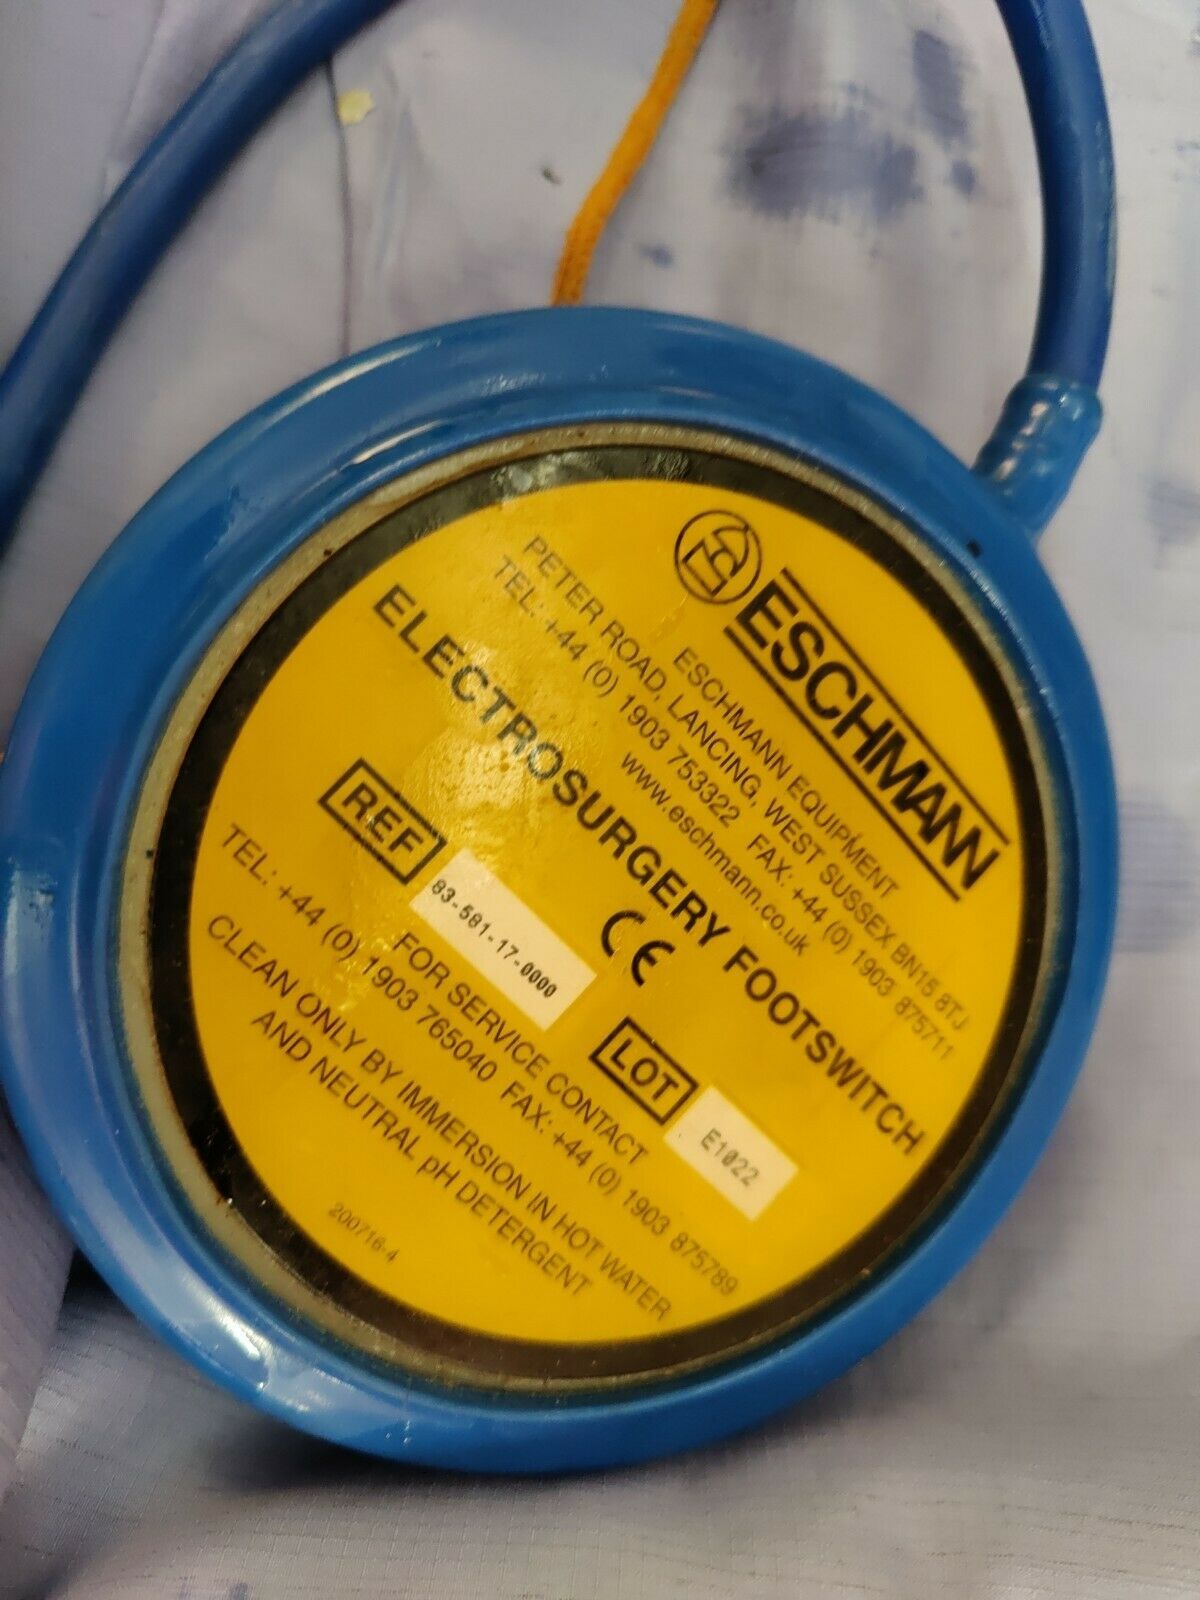 ESCHMANN
ESCHMANN EQUIPMENT
PETER ROAD, LANCING, WEST SUSSEX BN15 8TJ
TEL: +44 (0) 1903 753322 FAX: +44 (0) 1903 875711
www.eschmann.co.uk
ELECTROSURGERY FOOTSWITCH
CE
REF 83-581-17-0000
LOT E1022
FOR SERVICE CONTACT
TEL: +44 (0) 1903 765040 FAX: +44 (0) 1903 875789
CLEAN ONLY BY IMMERSION IN HOT WATER
AND NEUTRAL pH DETERGENT
200716-4